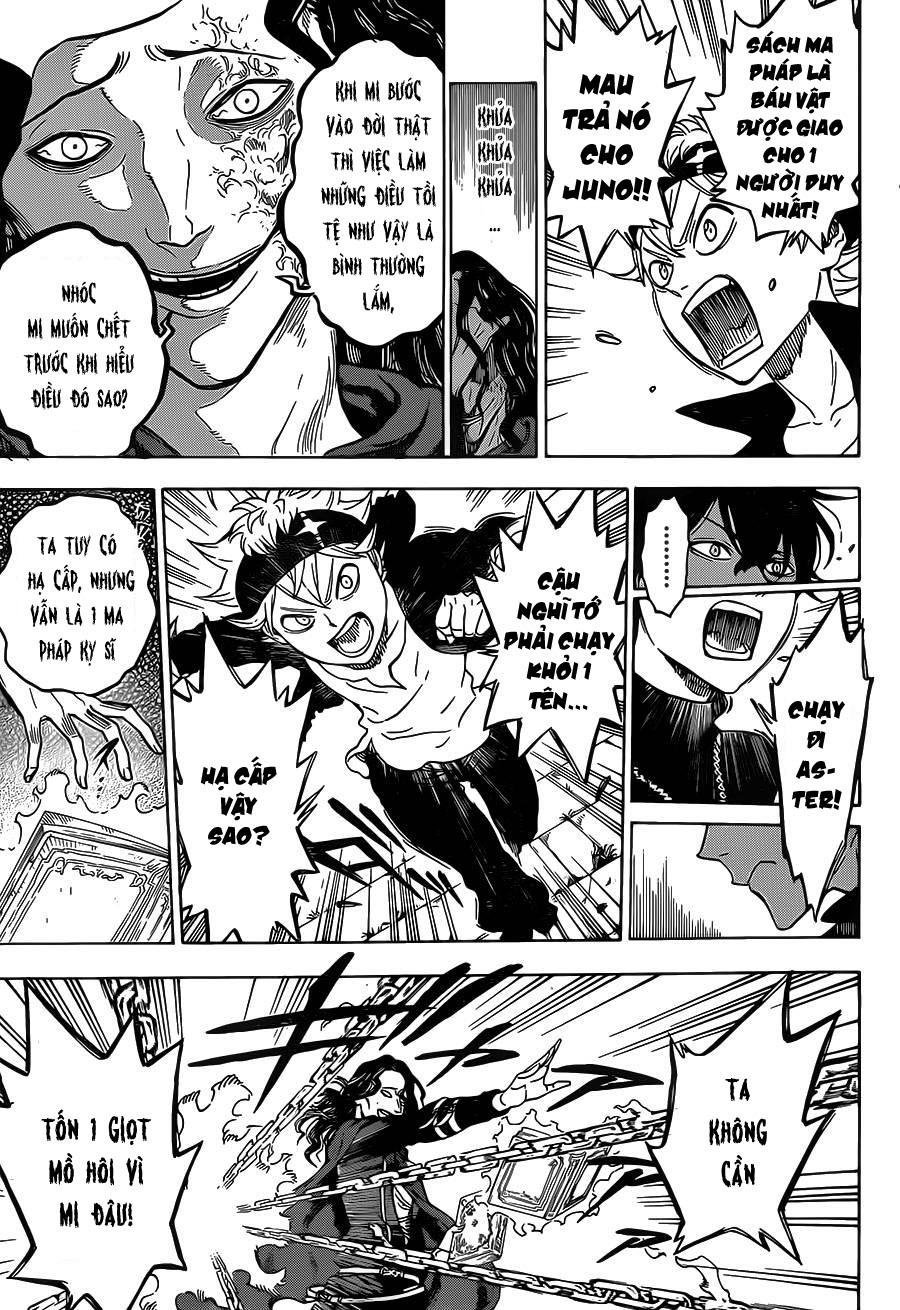 SÁCH MA
PHÁP LÀ
BÁU VẬT
ĐƯỢC GIAO
CHO 1
NGƯỜI DUY
NHẤT!
MAU
TRẢ NÓ
CHO
JUNO!!
KHỬA
KHỬA
KHỬA
...
KHI MI BƯỚC
VÀO ĐỜI THẬT
THÌ VIỆC LÀM
NHỮNG ĐIỀU TỒI
TỆ NHƯ VẬY LÀ
BÌNH THƯỜNG
LẮM,
NHÓC
MI MUỐN CHẾT
TRƯỚC KHI HIỂU
ĐIỀU ĐÓ SAO?
.........
CHẠY
ĐI
AS-
TER!
CẬU
NGHĨ TỚ
PHẢI CHẠY
KHỎI 1
TÊN...
HẠ CẤP
VẬY
SAO?
TA TUY CÓ
HẠ CẤP, NHƯNG
VẪN LÀ 1 MA
PHÁP KỴ SĨ
TA
KHÔNG
CẦN
TỐN 1 GIỌT
MỒ HÔI VÌ
MI ĐÂU!